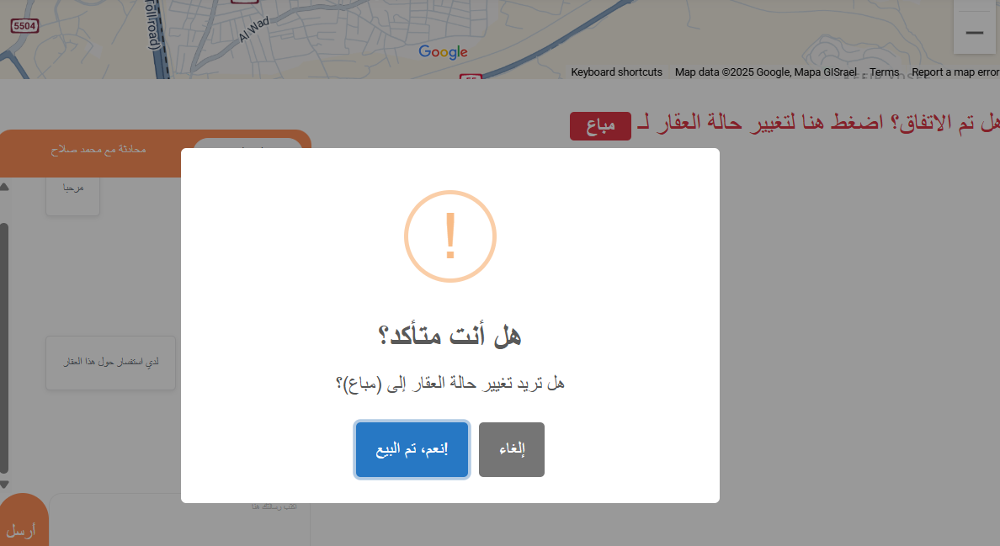 5504
(Tollroad)
Al Wad
Google
Keyboard shortcuts
Map data ©2025 Google, Mapa GISrael
Terms
Report a map error
هل تم الاتفاق؟ اضغط هنا لتغيير حالة العقار لـ مباع
محادثة مع محمد صلاح
مرحبا
لدي استفسار حول هذا العقار
هل أنت متأكد؟
هل تريد تغيير حالة العقار إلى (مباع)؟
إلغاء
نعم، تم البيع!
اكتب رسالتك هنا
أرسل